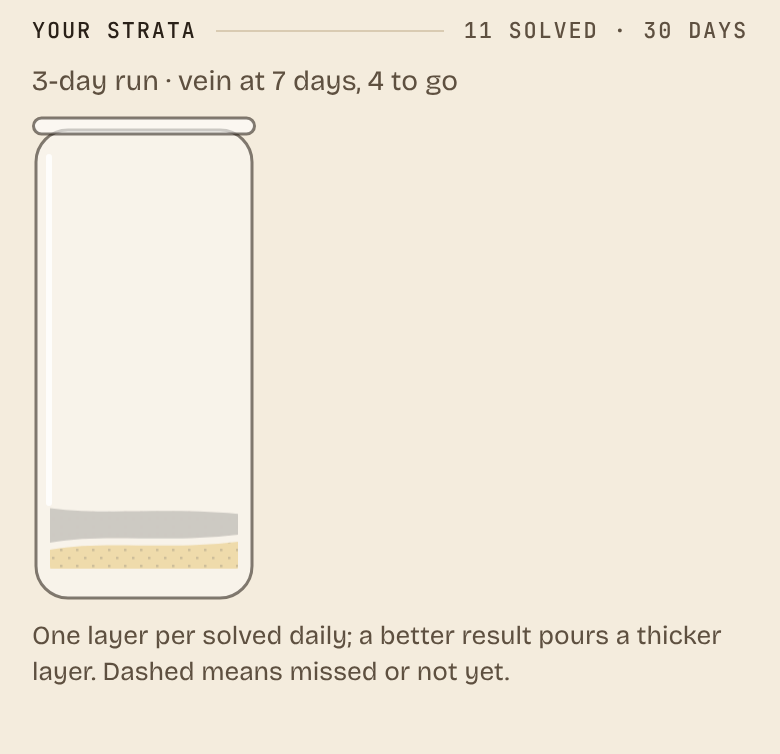 YOUR STRATA 11 SOLVED · 30 DAYS
3-day run · vein at 7 days, 4 to go
One layer per solved daily; a better result pours a thicker
layer. Dashed means missed or not yet.